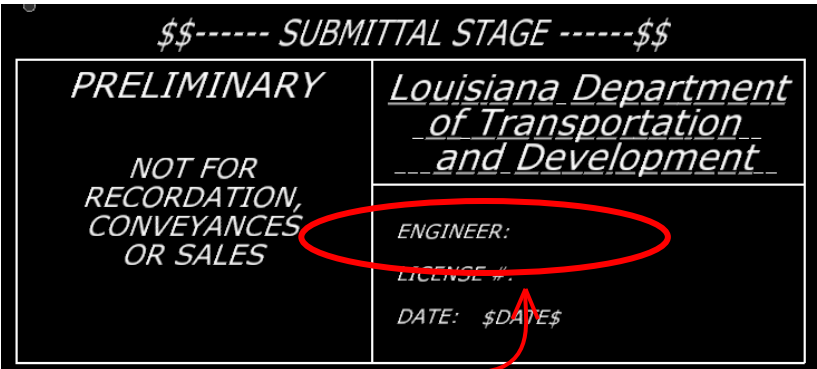 $$------ SUBMITTAL STAGE ------$$
PRELIMINARY
NOT FOR
RECORDATION,
CONVEYANCES
OR SALES
Louisiana Department
of Transportation
and Development
ENGINEER:
LICENSE #:
DATE: $DATE$